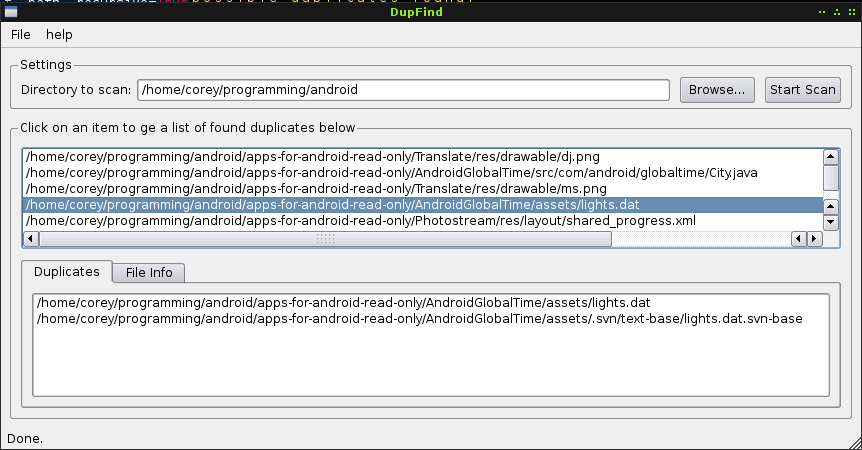 DupFind
File help
Settings
Directory to scan: /home/corey/programming/android Browse... Start Scan
Click on an item to ge a list of found duplicates below
/home/corey/programming/android/apps-for-android-read-only/Translate/res/drawable/dj.png
/home/corey/programming/android/apps-for-android-read-only/AndroidGlobalTime/src/com/android/globaltime/City.java
/home/corey/programming/android/apps-for-android-read-only/Translate/res/drawable/ms.png
/home/corey/programming/android/apps-for-android-read-only/AndroidGlobalTime/assets/lights.dat
/home/corey/programming/android/apps-for-android-read-only/Photostream/res/layout/shared_progress.xml
Duplicates File Info
/home/corey/programming/android/apps-for-android-read-only/AndroidGlobalTime/assets/lights.dat
/home/corey/programming/android/apps-for-android-read-only/AndroidGlobalTime/assets/.svn/text-base/lights.dat.svn-base
Done.